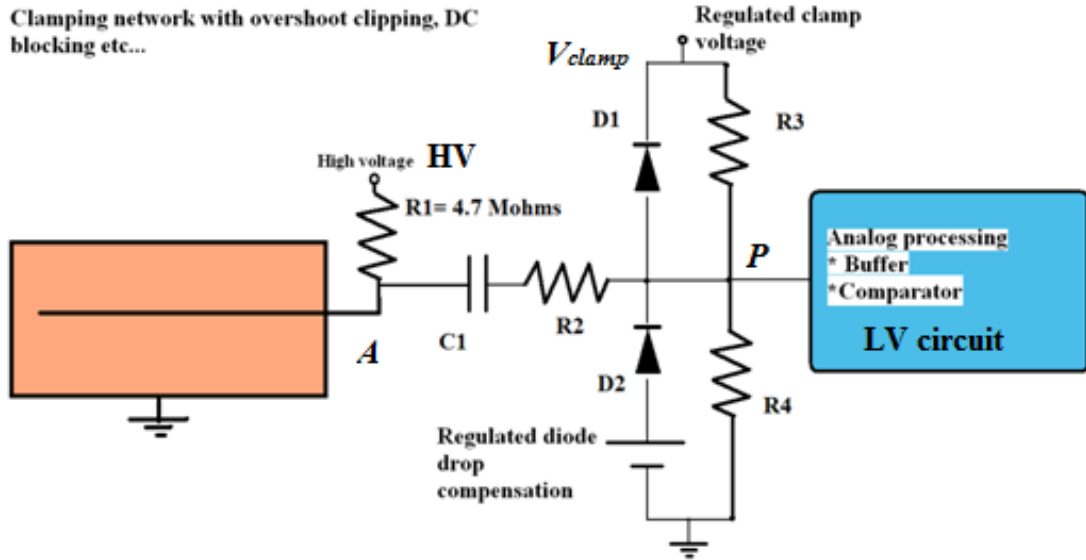 Clamping network with overshoot clipping, DC
blocking etc...
Regulated clamp
voltage
Vclamp
D1
R3
High voltage HV
R1= 4.7 Mohms
P
Analog processing
* Buffer
*Comparator
LV circuit
A
C1
R2
D2
R4
Regulated diode
drop
compensation